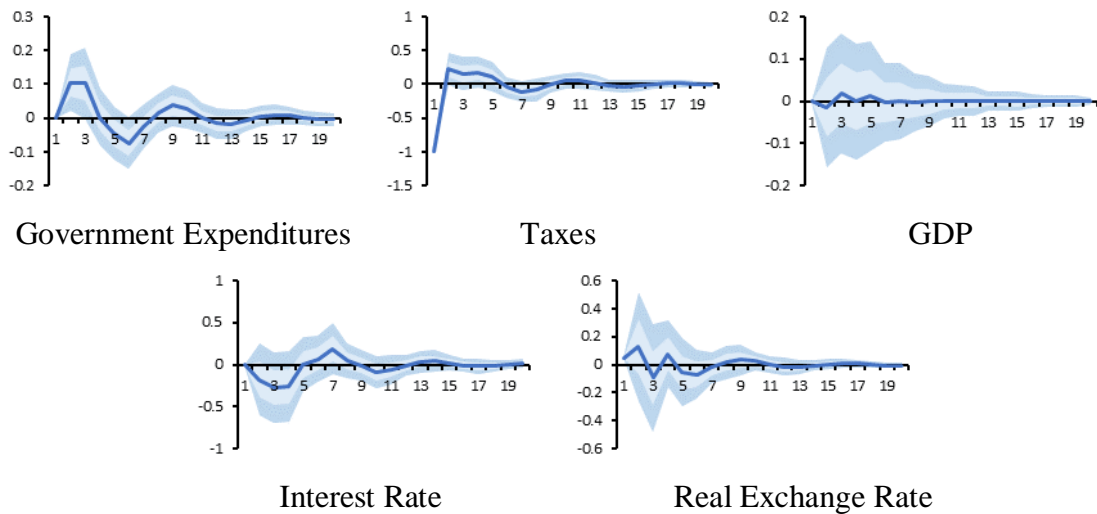 0.3
0.2
0.1
0
-0.1
-0.2
1 3 5 7 9 11 13 15 17 19
1
0.5
0
-0.5
-1
-1.5
1 3 5 7 9 11 13 15 17 19
0.2
0.1
0
-0.1
-0.2
1 3 5 7 9 11 13 15 17 19
Government Expenditures
Taxes
GDP
1
0.5
0
-0.5
-1
1 3 5 7 9 11 13 15 17 19
0.6
0.4
0.2
0
-0.2
-0.4
-0.6
1 3 5 7 9 11 13 15 17 19
Interest Rate
Real Exchange Rate